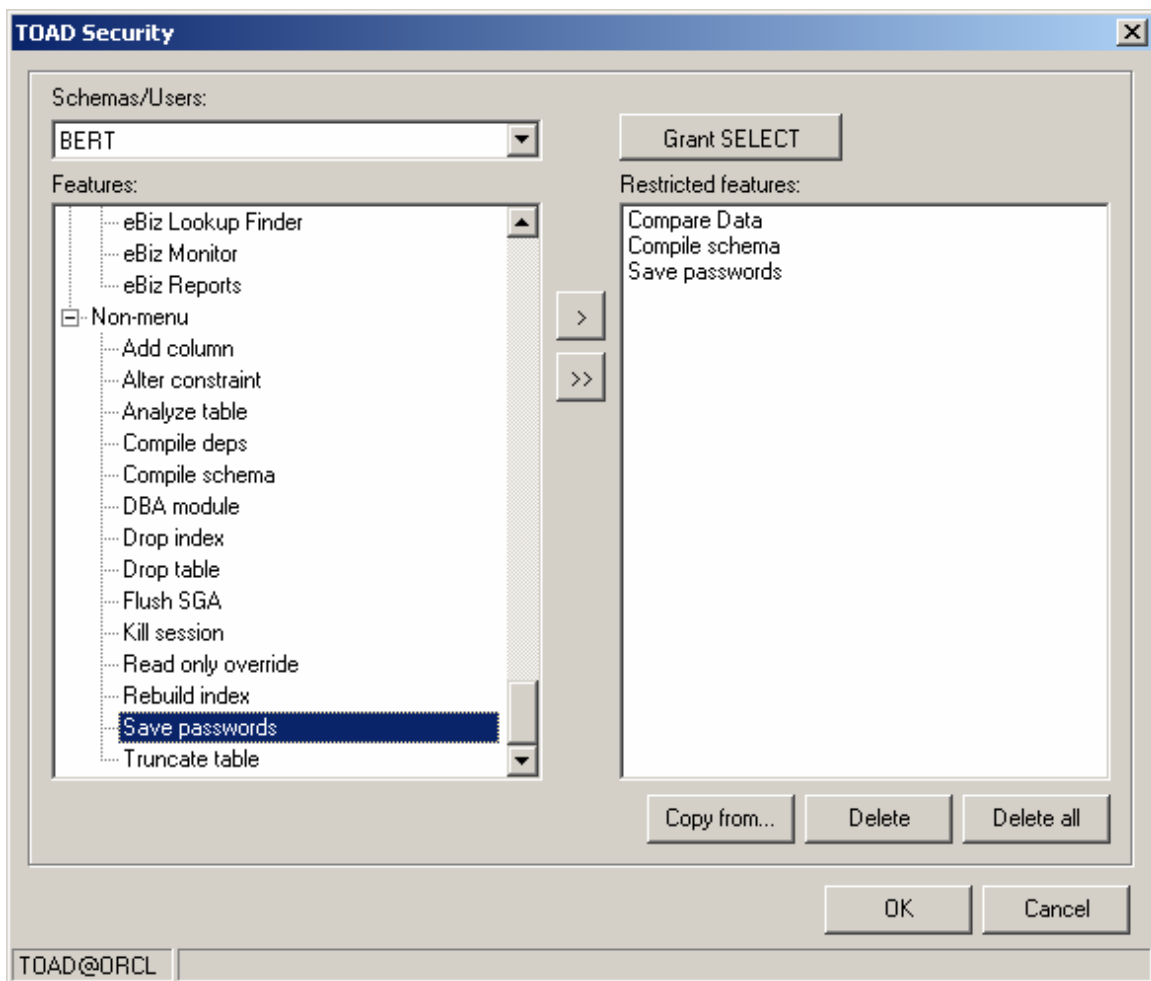 TOAD Security
Schemas/Users:
BERT
Grant SELECT
Features:
Restricted features:
eBiz Lookup Finder
eBiz Monitor
eBiz Reports
Non-menu
Add column
Alter constraint
Analyze table
Compile deps
Compile schema
DBA module
Drop index
Drop table
Flush SGA
Kill session
Read only override
Rebuild index
Save passwords
Truncate table
>
>>
Compare Data
Compile schema
Save passwords
Copy from...
Delete
Delete all
OK
Cancel
TOAD@ORCL